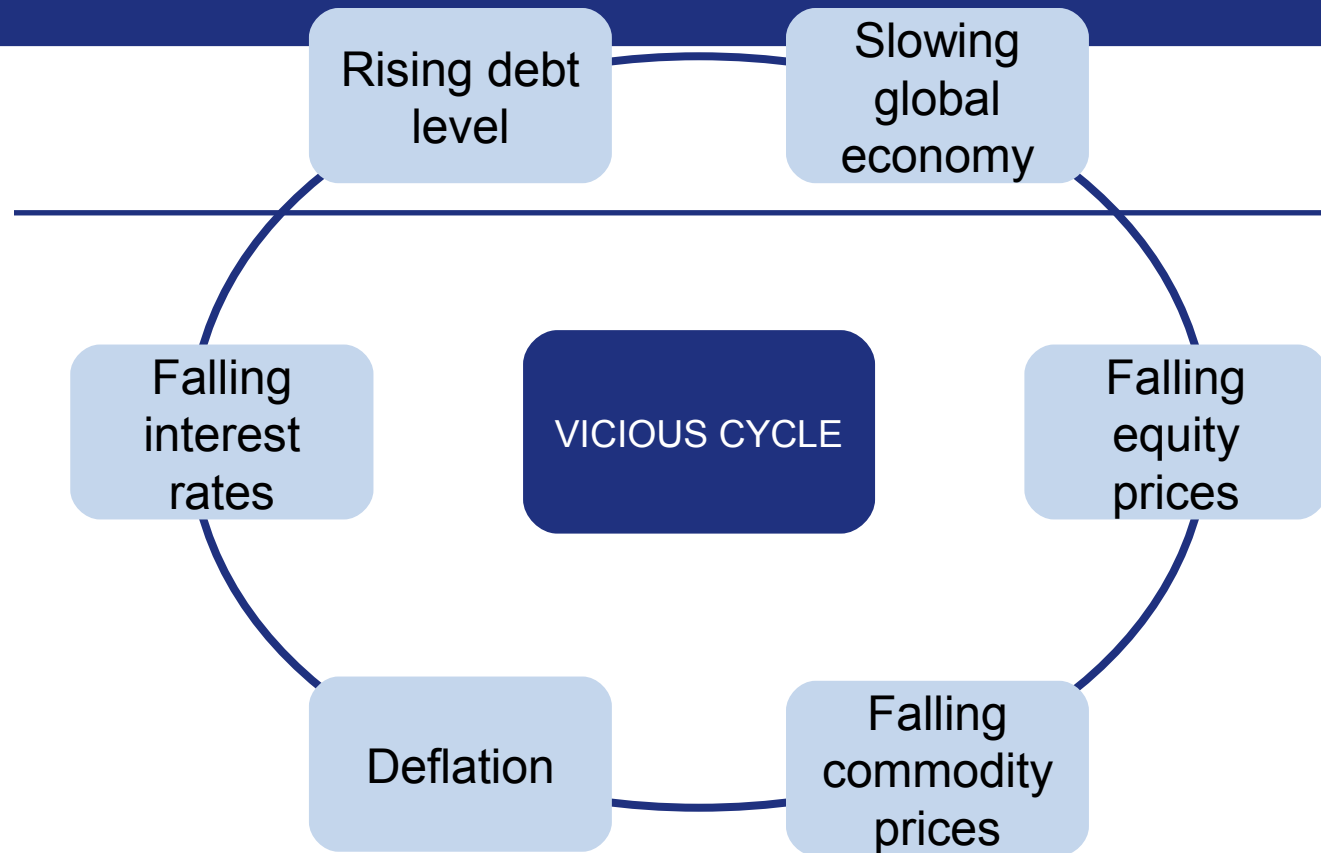 Rising debt
level
Slowing
global
economy
Falling
interest
rates
VICIOUS CYCLE
Falling
equity
prices
Deflation
Falling
commodity
prices